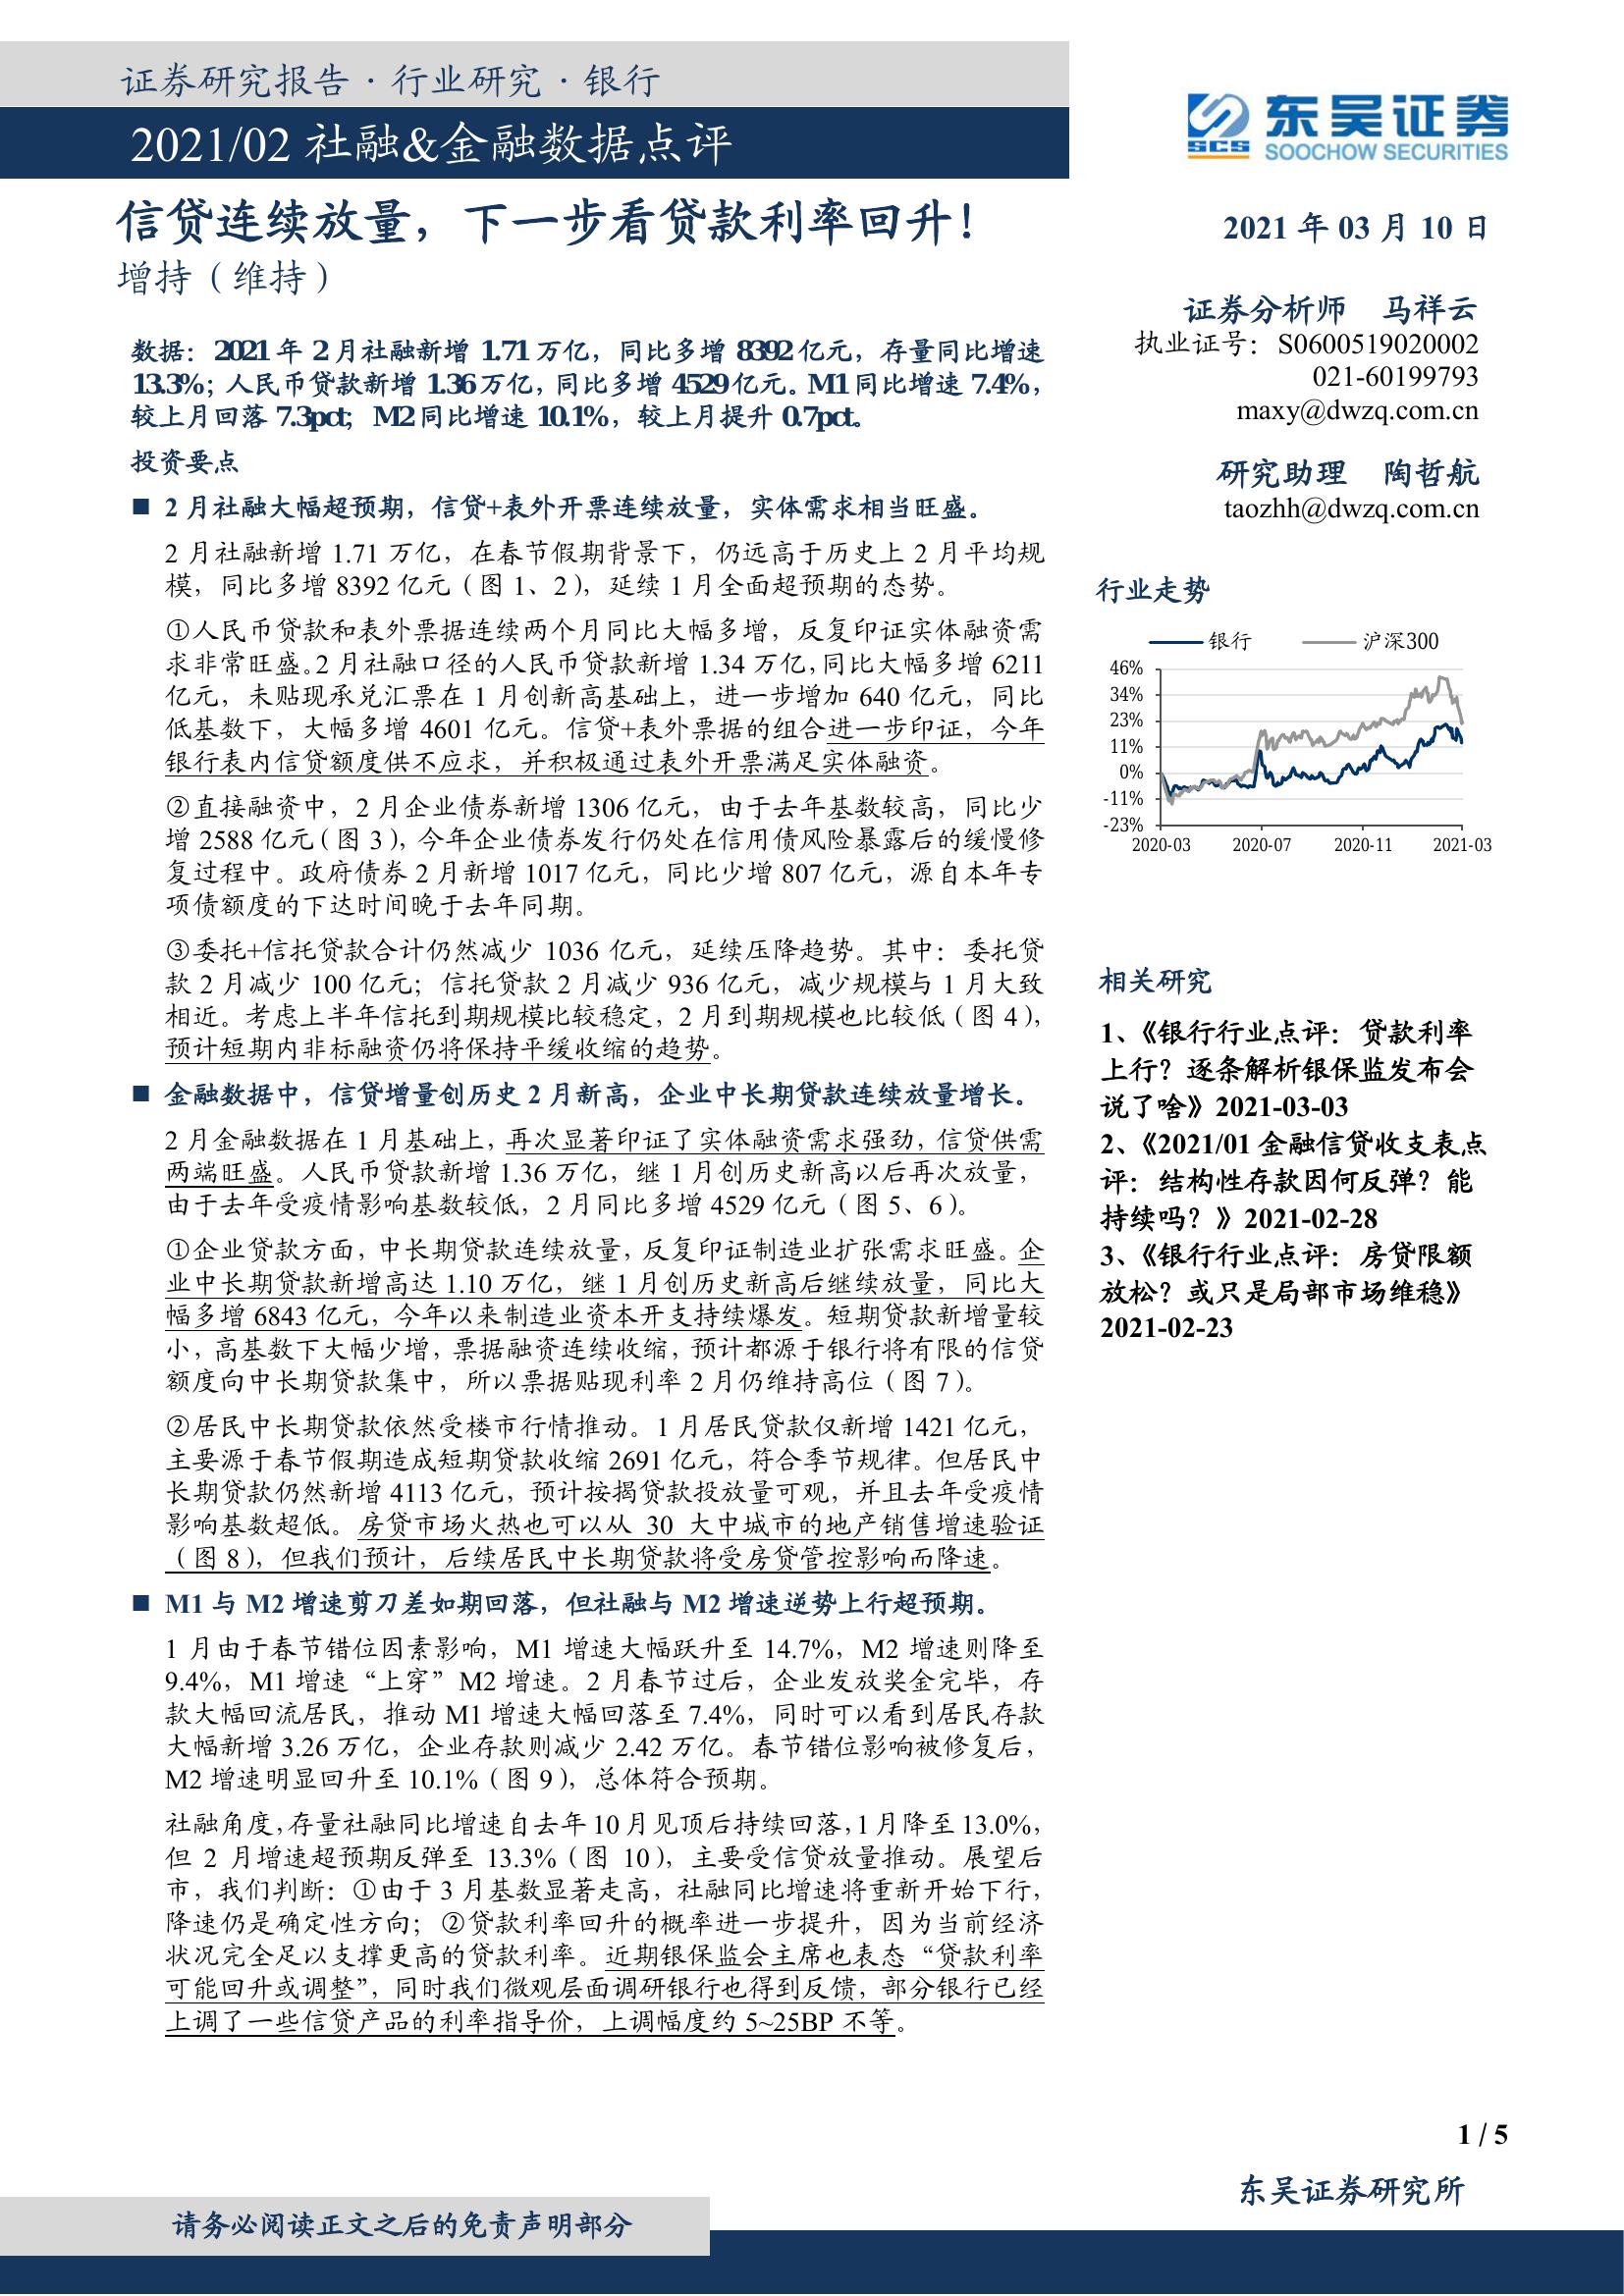 证券研究报告·行业研究·银行
2021/02 社融&金融数据点评
东吴证券
SCS
SOOCHOW SECURITIES
信贷连续放量，下一步看贷款利率回升！
增持（维持）
2021 年 03 月 10 日
证券分析师 马祥云
执业证号：S0600519020002
021-60199793
maxy@dwzq.com.cn
研究助理 陶哲航
taozhh@dwzq.com.cn
数据：2021 年 2 月社融新增 1.71 万亿，同比多增 8392 亿元，存量同比增速
13.3%；人民币贷款新增 1.36 万亿，同比多增 4529 亿元。M1 同比增速 7.4%，
较上月回落 7.3pct；M2 同比增速 10.1%，较上月提升 0.7pct。
投资要点
■ 2 月社融大幅超预期，信贷+表外开票连续放量，实体需求相当旺盛。
2 月社融新增 1.71 万亿，在春节假期背景下，仍远高于历史上 2 月平均规
模，同比多增 8392 亿元（图 1、2），延续 1 月全面超预期的态势。
①人民币贷款和表外票据连续两个月同比大幅多增，反复印证实体融资需
求非常旺盛。2 月社融口径的人民币贷款新增 1.34 万亿，同比大幅多增 6211
亿元，未贴现承兑汇票在 1 月创新高基础上，进一步增加 640 亿元，同比
低基数下，大幅多增 4601 亿元。信贷+表外票据的组合进一步印证，今年
银行表内信贷额度供不应求，并积极通过表外开票满足实体融资。
②直接融资中，2 月企业债券新增 1306 亿元，由于去年基数较高，同比少
增 2588 亿元（图 3），今年企业债券发行仍处在信用债风险暴露后的缓慢修
复过程中。政府债券 2 月新增 1017 亿元，同比少增 807 亿元，源自本年专
项债额度的下达时间晚于去年同期。
③委托+信托贷款合计仍然减少 1036 亿元，延续压降趋势。其中：委托贷
款 2 月减少 100 亿元；信托贷款 2 月减少 936 亿元，减少规模与 1 月大致
相近。考虑上半年信托到期规模比较稳定，2 月到期规模也比较低（图 4），
预计短期内非标融资仍将保持平缓收缩的趋势。
■ 金融数据中，信贷增量创历史 2 月新高，企业中长期贷款连续放量增长。
2 月金融数据在 1 月基础上，再次显著印证了实体融资需求强劲，信贷供需
两端旺盛。人民币贷款新增 1.36 万亿，继 1 月创历史新高以后再次放量，
由于去年受疫情影响基数较低，2 月同比多增 4529 亿元（图 5、6）。
①企业贷款方面，中长期贷款连续放量，反复印证制造业扩张需求旺盛。企
业中长期贷款新增高达 1.10 万亿，继 1 月创历史新高后继续放量，同比大
幅多增 6843 亿元，今年以来制造业资本开支持续爆发。短期贷款新增量较
小，高基数下大幅少增，票据融资连续收缩，预计都源于银行将有限的信贷
额度向中长期贷款集中，所以票据贴现利率 2 月仍维持高位（图 7）。
②居民中长期贷款依然受楼市行情推动。1 月居民贷款仅新增 1421 亿元，
主要源于春节假期造成短期贷款收缩 2691 亿元，符合季节规律。但居民中
长期贷款仍然新增 4113 亿元，预计按揭贷款投放量可观，并且去年受疫情
影响基数超低。房贷市场火热也可以从 30 大中城市的地产销售增速验证
（图 8），但我们预计，后续居民中长期贷款将受房贷管控影响而降速。
■ M1 与 M2 增速剪刀差如期回落，但社融与 M2 增速逆势上行超预期。
1 月由于春节错位因素影响，M1 增速大幅跃升至 14.7%，M2 增速则降至
9.4%，M1 增速“上穿”M2 增速。2 月春节过后，企业发放奖金完毕，存
款大幅回流居民，推动 M1 增速大幅回落至 7.4%，同时可以看到居民存款
大幅新增 3.26 万亿，企业存款则减少 2.42 万亿。春节错位影响被修复后，
M2 增速明显回升至 10.1%（图 9），总体符合预期。
社融角度，存量社融同比增速自去年 10 月见顶后持续回落，1 月降至 13.0%，
但 2 月增速超预期反弹至 13.3%（图 10），主要受信贷放量推动。展望后
市，我们判断：①由于 3 月基数显著走高，社融同比增速将重新开始下行，
降速仍是确定性方向；②贷款利率回升的概率进一步提升，因为当前经济
状况完全足以支撑更高的贷款利率。近期银保监会主席也表态“贷款利率
可能回升或调整”，同时我们微观层面调研银行也得到反馈，部分银行已经
上调了一些信贷产品的利率指导价，上调幅度约 5~25BP 不等。
行业走势
银行 沪深300
46%
34%
23%
11%
0%
-11%
-23%
2020-03 2020-07 2020-11 2021-03
相关研究
1、《银行行业点评：贷款利率
上行？逐条解析银保监发布会
说了啥》2021-03-03
2、《2021/01 金融信贷收支表点
评：结构性存款因何反弹？能
持续吗？》2021-02-28
3、《银行行业点评：房贷限额
放松？或只是局部市场维稳》
2021-02-23
1 / 5
东吴证券研究所
请务必阅读正文之后的免责声明部分